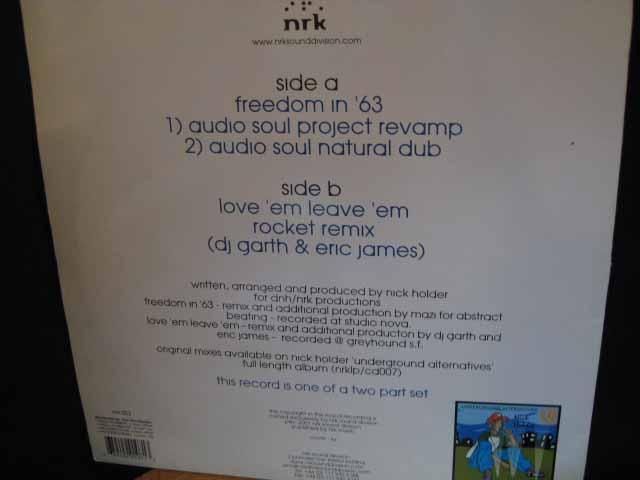 nrk
www.nrksounddivision.com
side a
freedom in '63
1) audio soul project revamp
2) audio soul natural dub
side b
love 'em leave 'em
rocket remix
(dj garth & eric james)
written, arranged and produced by nick holder
for dnh/nrk productions
freedom in '63 - remix and additional production by mazi for abstract
beating - recorded at studio nova.
love 'em leave 'em - remix and additional production by dj garth and
eric james - recorded @ greyhound s.f.
original mixes available on nick holder 'underground alternatives'
full length album (nrklp/cd007)
this record is one of a two part set
nrk sound division